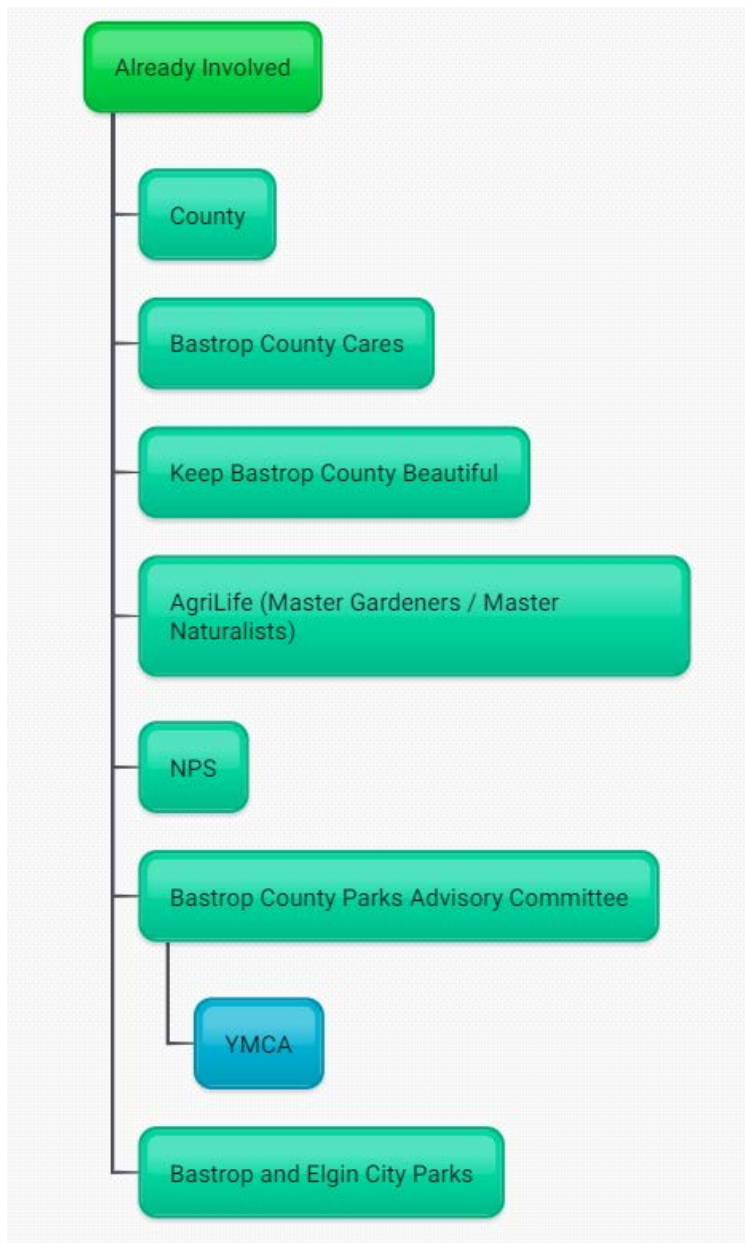 Already Involved
County
Bastrop County Cares
Keep Bastrop County Beautiful
AgriLife (Master Gardeners / Master
Naturalists)
NPS
Bastrop County Parks Advisory Committee
YMCA
Bastrop and Elgin City Parks